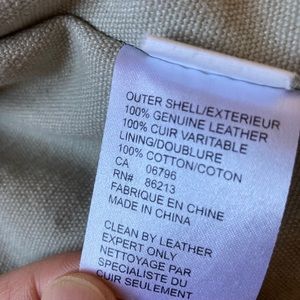 OUTER SHELL/EXTERIEUR
100% GENUINE LEATHER
100% CUIR VARITABLE
LINING/DOUBLURE
100% COTTON/COTON
CA 06796
RN# 86213
FABRIQUE EN CHINE
MADE IN CHINA
CLEAN BY LEATHER
EXPERT ONLY
NETTOYAGE PAR
SPECIALISTE DU
CUIR SEULEMENT